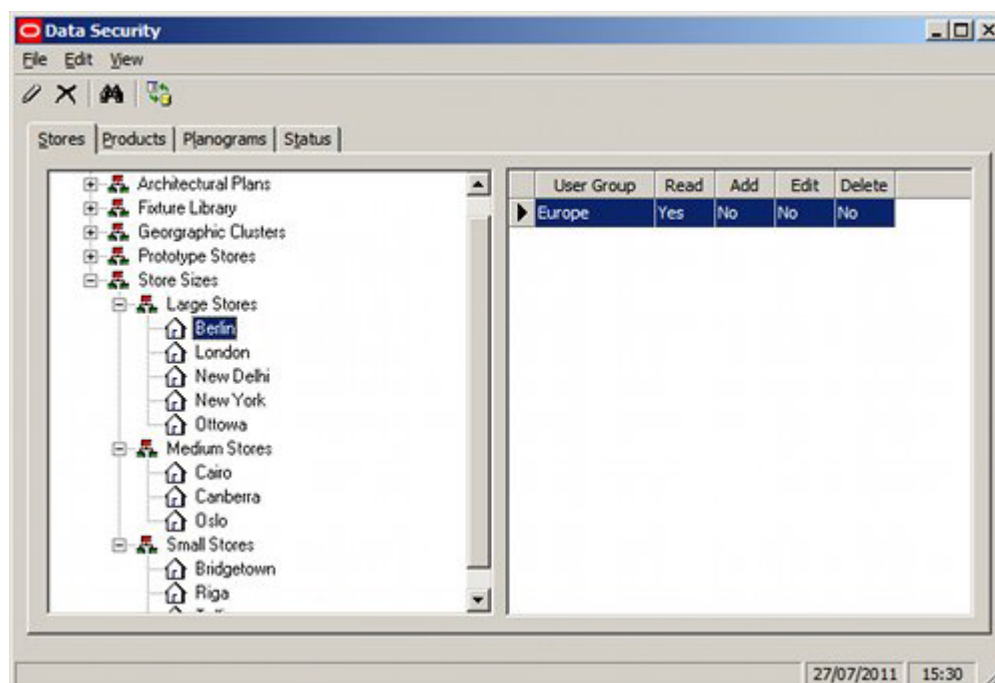 Data Security
File Edit View
Stores Products Planograms Status
Architectural Plans
Fixture Library
Georgraphic Clusters
Prototype Stores
Store Sizes
Large Stores
Berlin
London
New Delhi
New York
Ottowa
Medium Stores
Cairo
Canberra
Oslo
Small Stores
Bridgetown
Riga
User Group Read Add Edit Delete
Europe Yes No No No
27/07/2011 15:30